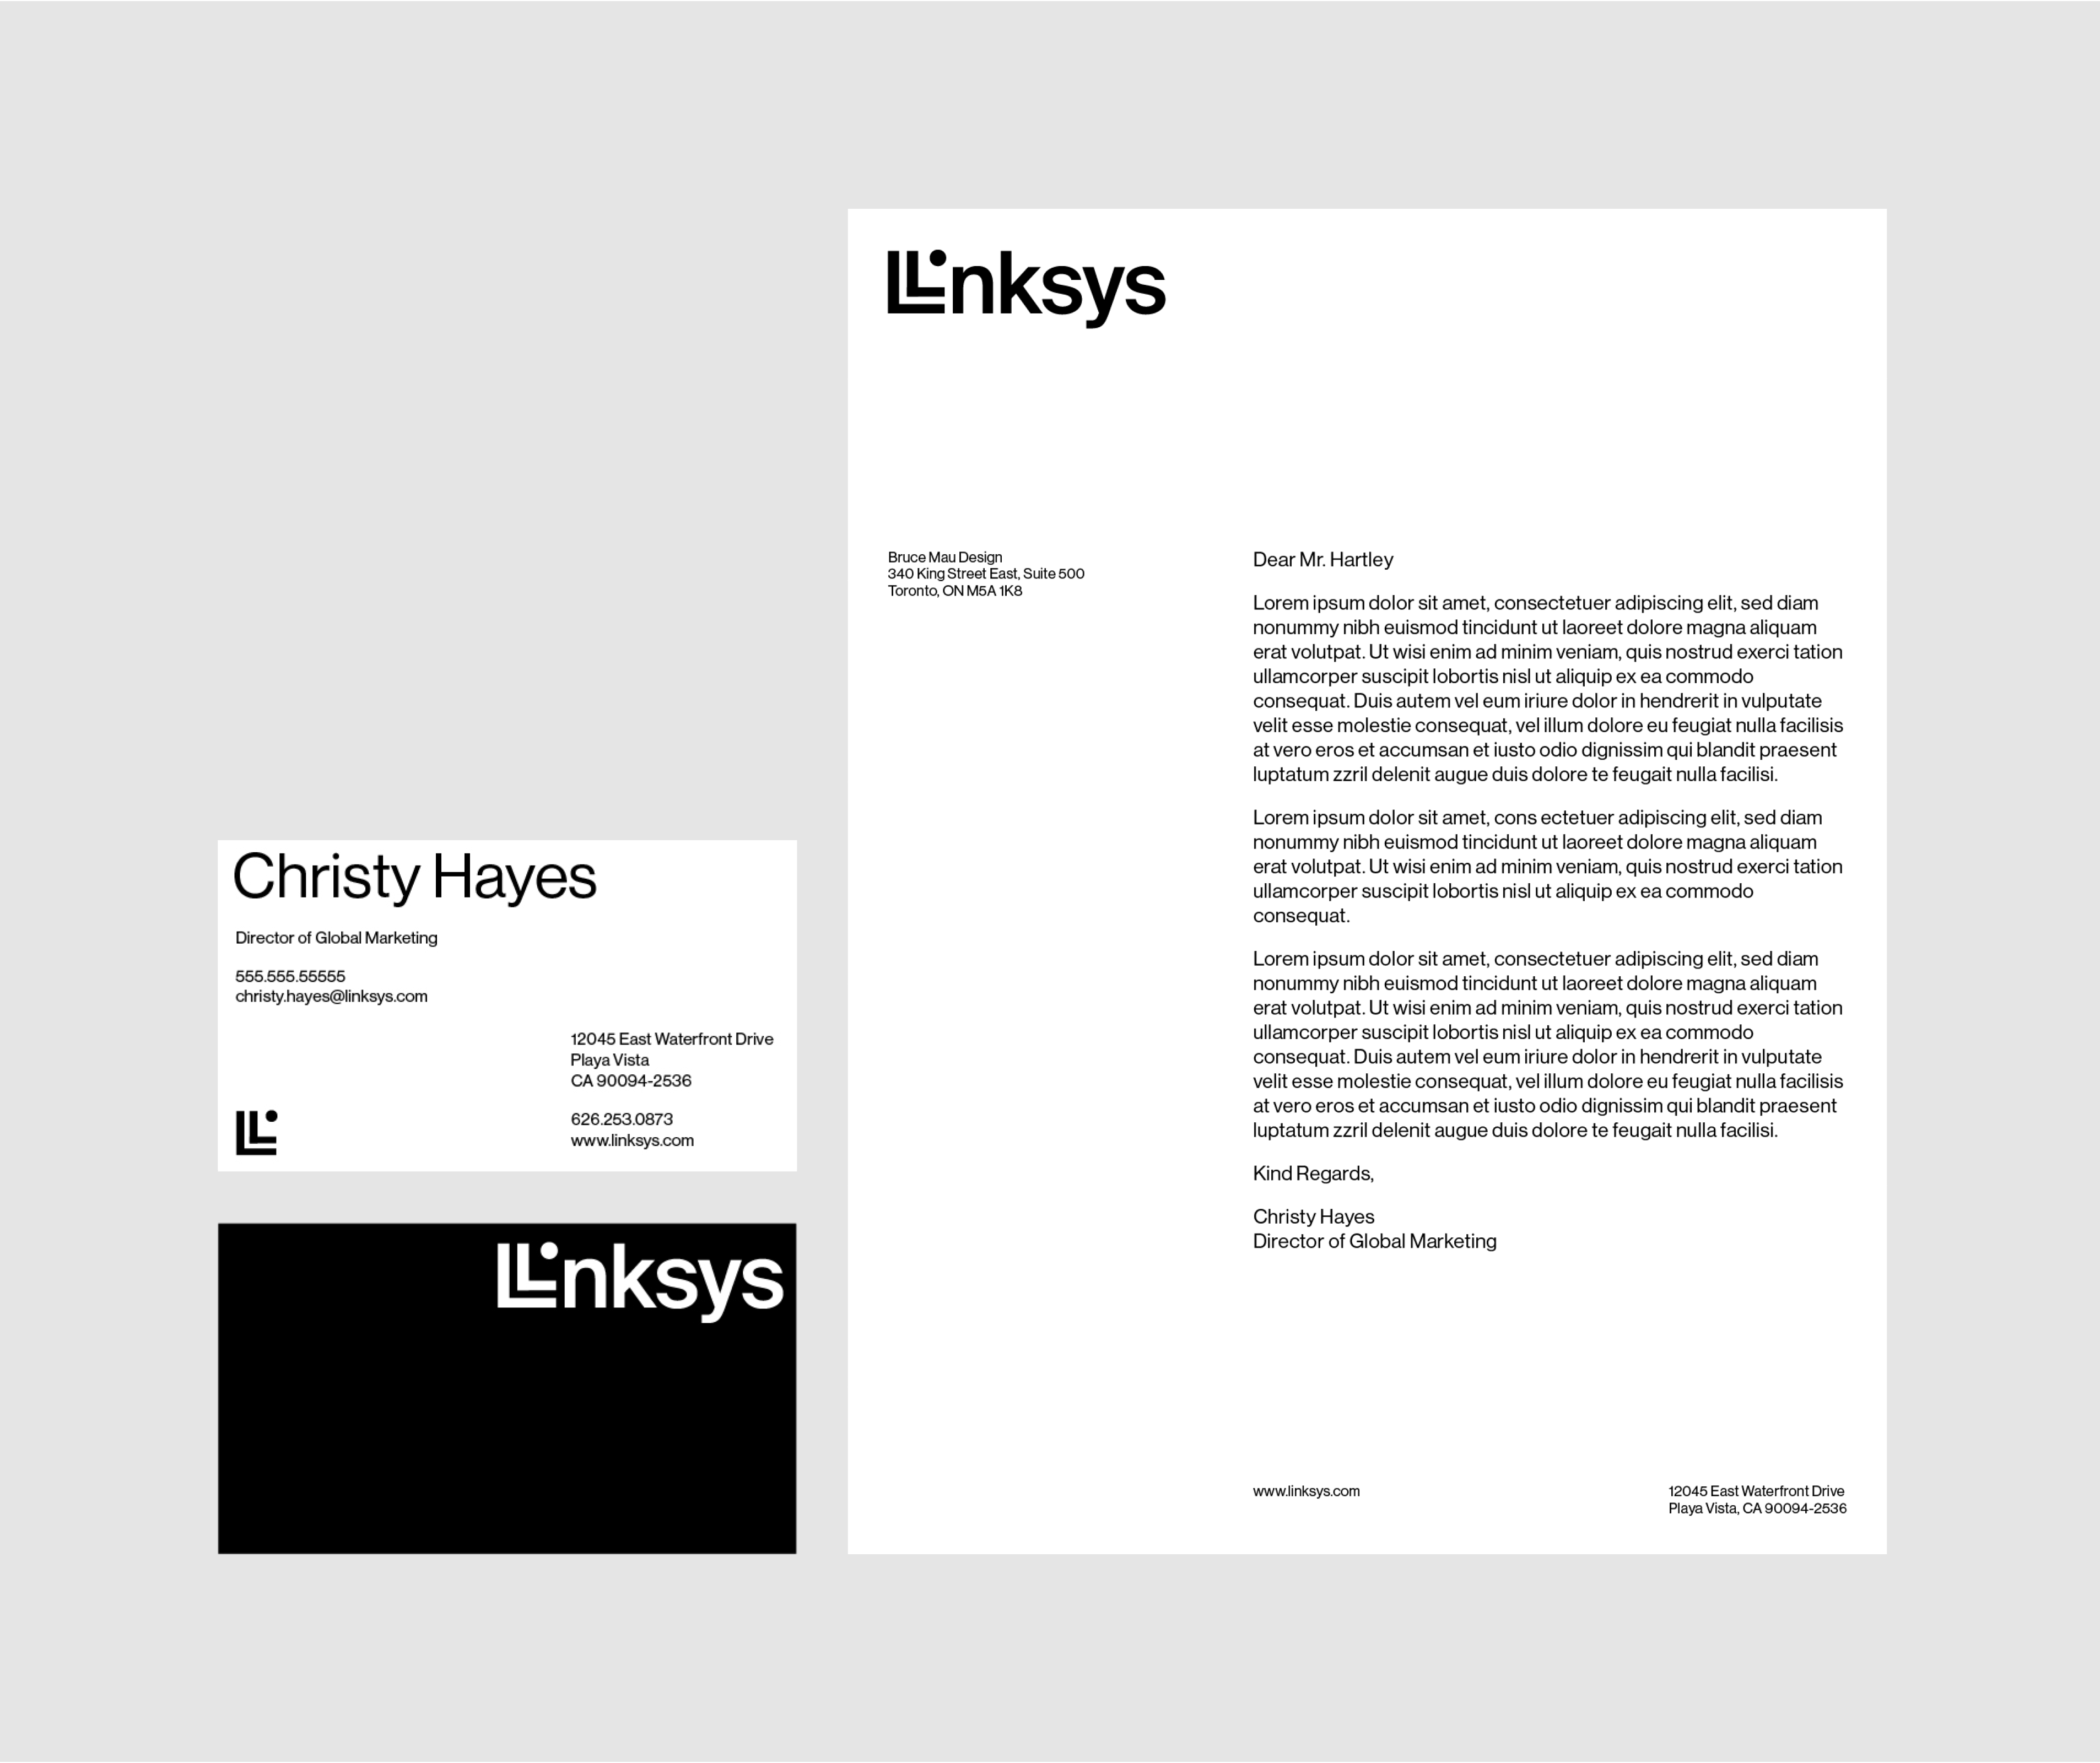 Linksys
Bruce Mau Design
340 King Street East, Suite 500
Toronto, ON M5A 1K8
Dear Mr. Hartley
Lorem ipsum dolor sit amet, consectetuer adipiscing elit, sed diam
nonummy nibh euismod tincidunt ut laoreet dolore magna aliquam
erat volutpat. Ut wisi enim ad minim veniam, quis nostrud exerci tation
ullamcorper suscipit lobortis nisl ut aliquip ex ea commodo
consequat. Duis autem vel eum iriure dolor in hendrerit in vulputate
velit esse molestie consequat, vel illum dolore eu feugiat nulla facilisis
at vero eros et accumsan et iusto odio dignissim qui blandit praesent
luptatum zzril delenit augue duis dolore te feugait nulla facilisi.
Lorem ipsum dolor sit amet, cons ectetuer adipiscing elit, sed diam
nonummy nibh euismod tincidunt ut laoreet dolore magna aliquam
erat volutpat. Ut wisi enim ad minim veniam, quis nostrud exerci tation
ullamcorper suscipit lobortis nisl ut aliquip ex ea commodo
consequat.
Lorem ipsum dolor sit amet, consectetuer adipiscing elit, sed diam
nonummy nibh euismod tincidunt ut laoreet dolore magna aliquam
erat volutpat. Ut wisi enim ad minim veniam, quis nostrud exerci tation
ullamcorper suscipit lobortis nisl ut aliquip ex ea commodo
consequat. Duis autem vel eum iriure dolor in hendrerit in vulputate
velit esse molestie consequat, vel illum dolore eu feugiat nulla facilisis
at vero eros et accumsan et iusto odio dignissim qui blandit praesent
luptatum zzril delenit augue duis dolore te feugait nulla facilisi.
Kind Regards,
Christy Hayes
Director of Global Marketing
www.linksys.com
12045 East Waterfront Drive
Playa Vista, CA 90094-2536
Christy Hayes
Director of Global Marketing
555.555.55555
christy.hayes@linksys.com
12045 East Waterfront Drive
Playa Vista
CA 90094-2536
626.253.0873
www.linksys.com
Linksys